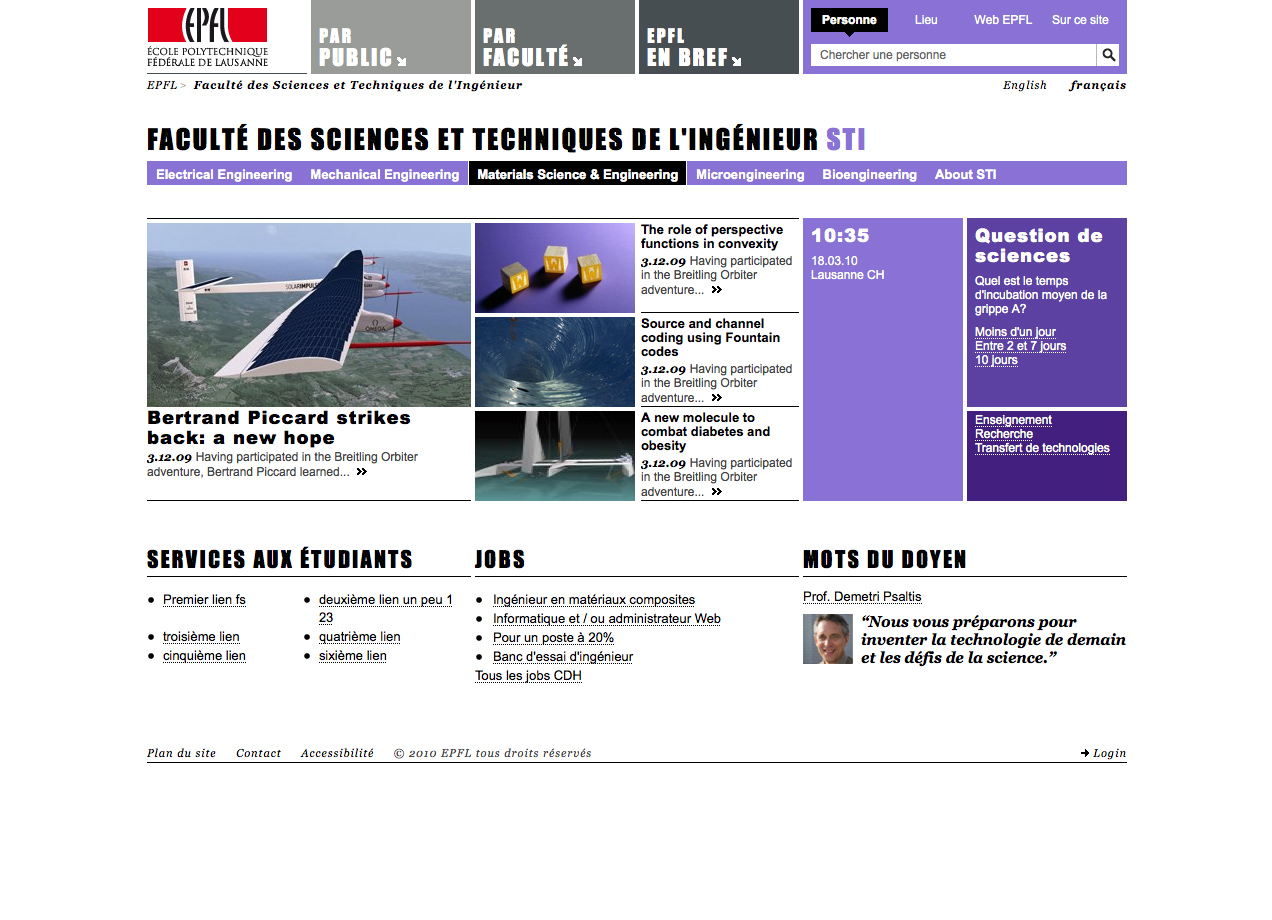 EPFL
ÉCOLE POLYTECHNIQUE
FÉDÉRALE DE LAUSANNE
PAR
PUBLIC
PAR
FACULTÉ
EPFL
EN BREF
Personne Lieu Web EPFL Sur ce site
Chercher une personne
EPFL > Faculté des Sciences et Techniques de l'Ingénieur
English français
FACULTÉ DES SCIENCES ET TECHNIQUES DE L'INGÉNIEUR STI
Electrical Engineering Mechanical Engineering Materials Science & Engineering Microengineering Bioengineering About STI
SOLARIMPULSE
OMEGA
Bertrand Piccard strikes
back: a new hope
3.12.09 Having participated in the Breitling Orbiter
adventure, Bertrand Piccard learned... »
The role of perspective
functions in convexity
3.12.09 Having participated
in the Breitling Orbiter
adventure... »
Source and channel
coding using Fountain
codes
3.12.09 Having participated
in the Breitling Orbiter
adventure... »
A new molecule to
combat diabetes and
obesity
3.12.09 Having participated
in the Breitling Orbiter
adventure... »
10:35
18.03.10
Lausanne CH
Question de
sciences
Quel est le temps
d'incubation moyen de la
grippe A?
Moins d'un jour
Entre 2 et 7 jours
10 jours
Enseignement
Recherche
Transfert de technologies
SERVICES AUX ÉTUDIANTS
• Premier lien fs
• deuxième lien un peu 1
23
• troisième lien
• quatrième lien
• cinquième lien
• sixième lien
JOBS
• Ingénieur en matériaux composites
• Informatique et / ou administrateur Web
• Pour un poste à 20%
• Banc d'essai d'ingénieur
Tous les jobs CDH
MOTS DU DOYEN
Prof. Demetri Psaltis
“Nous vous préparons pour
inventer la technologie de demain
et les défis de la science.”
Plan du site Contact Accessibilité © 2010 EPFL tous droits réservés
Login